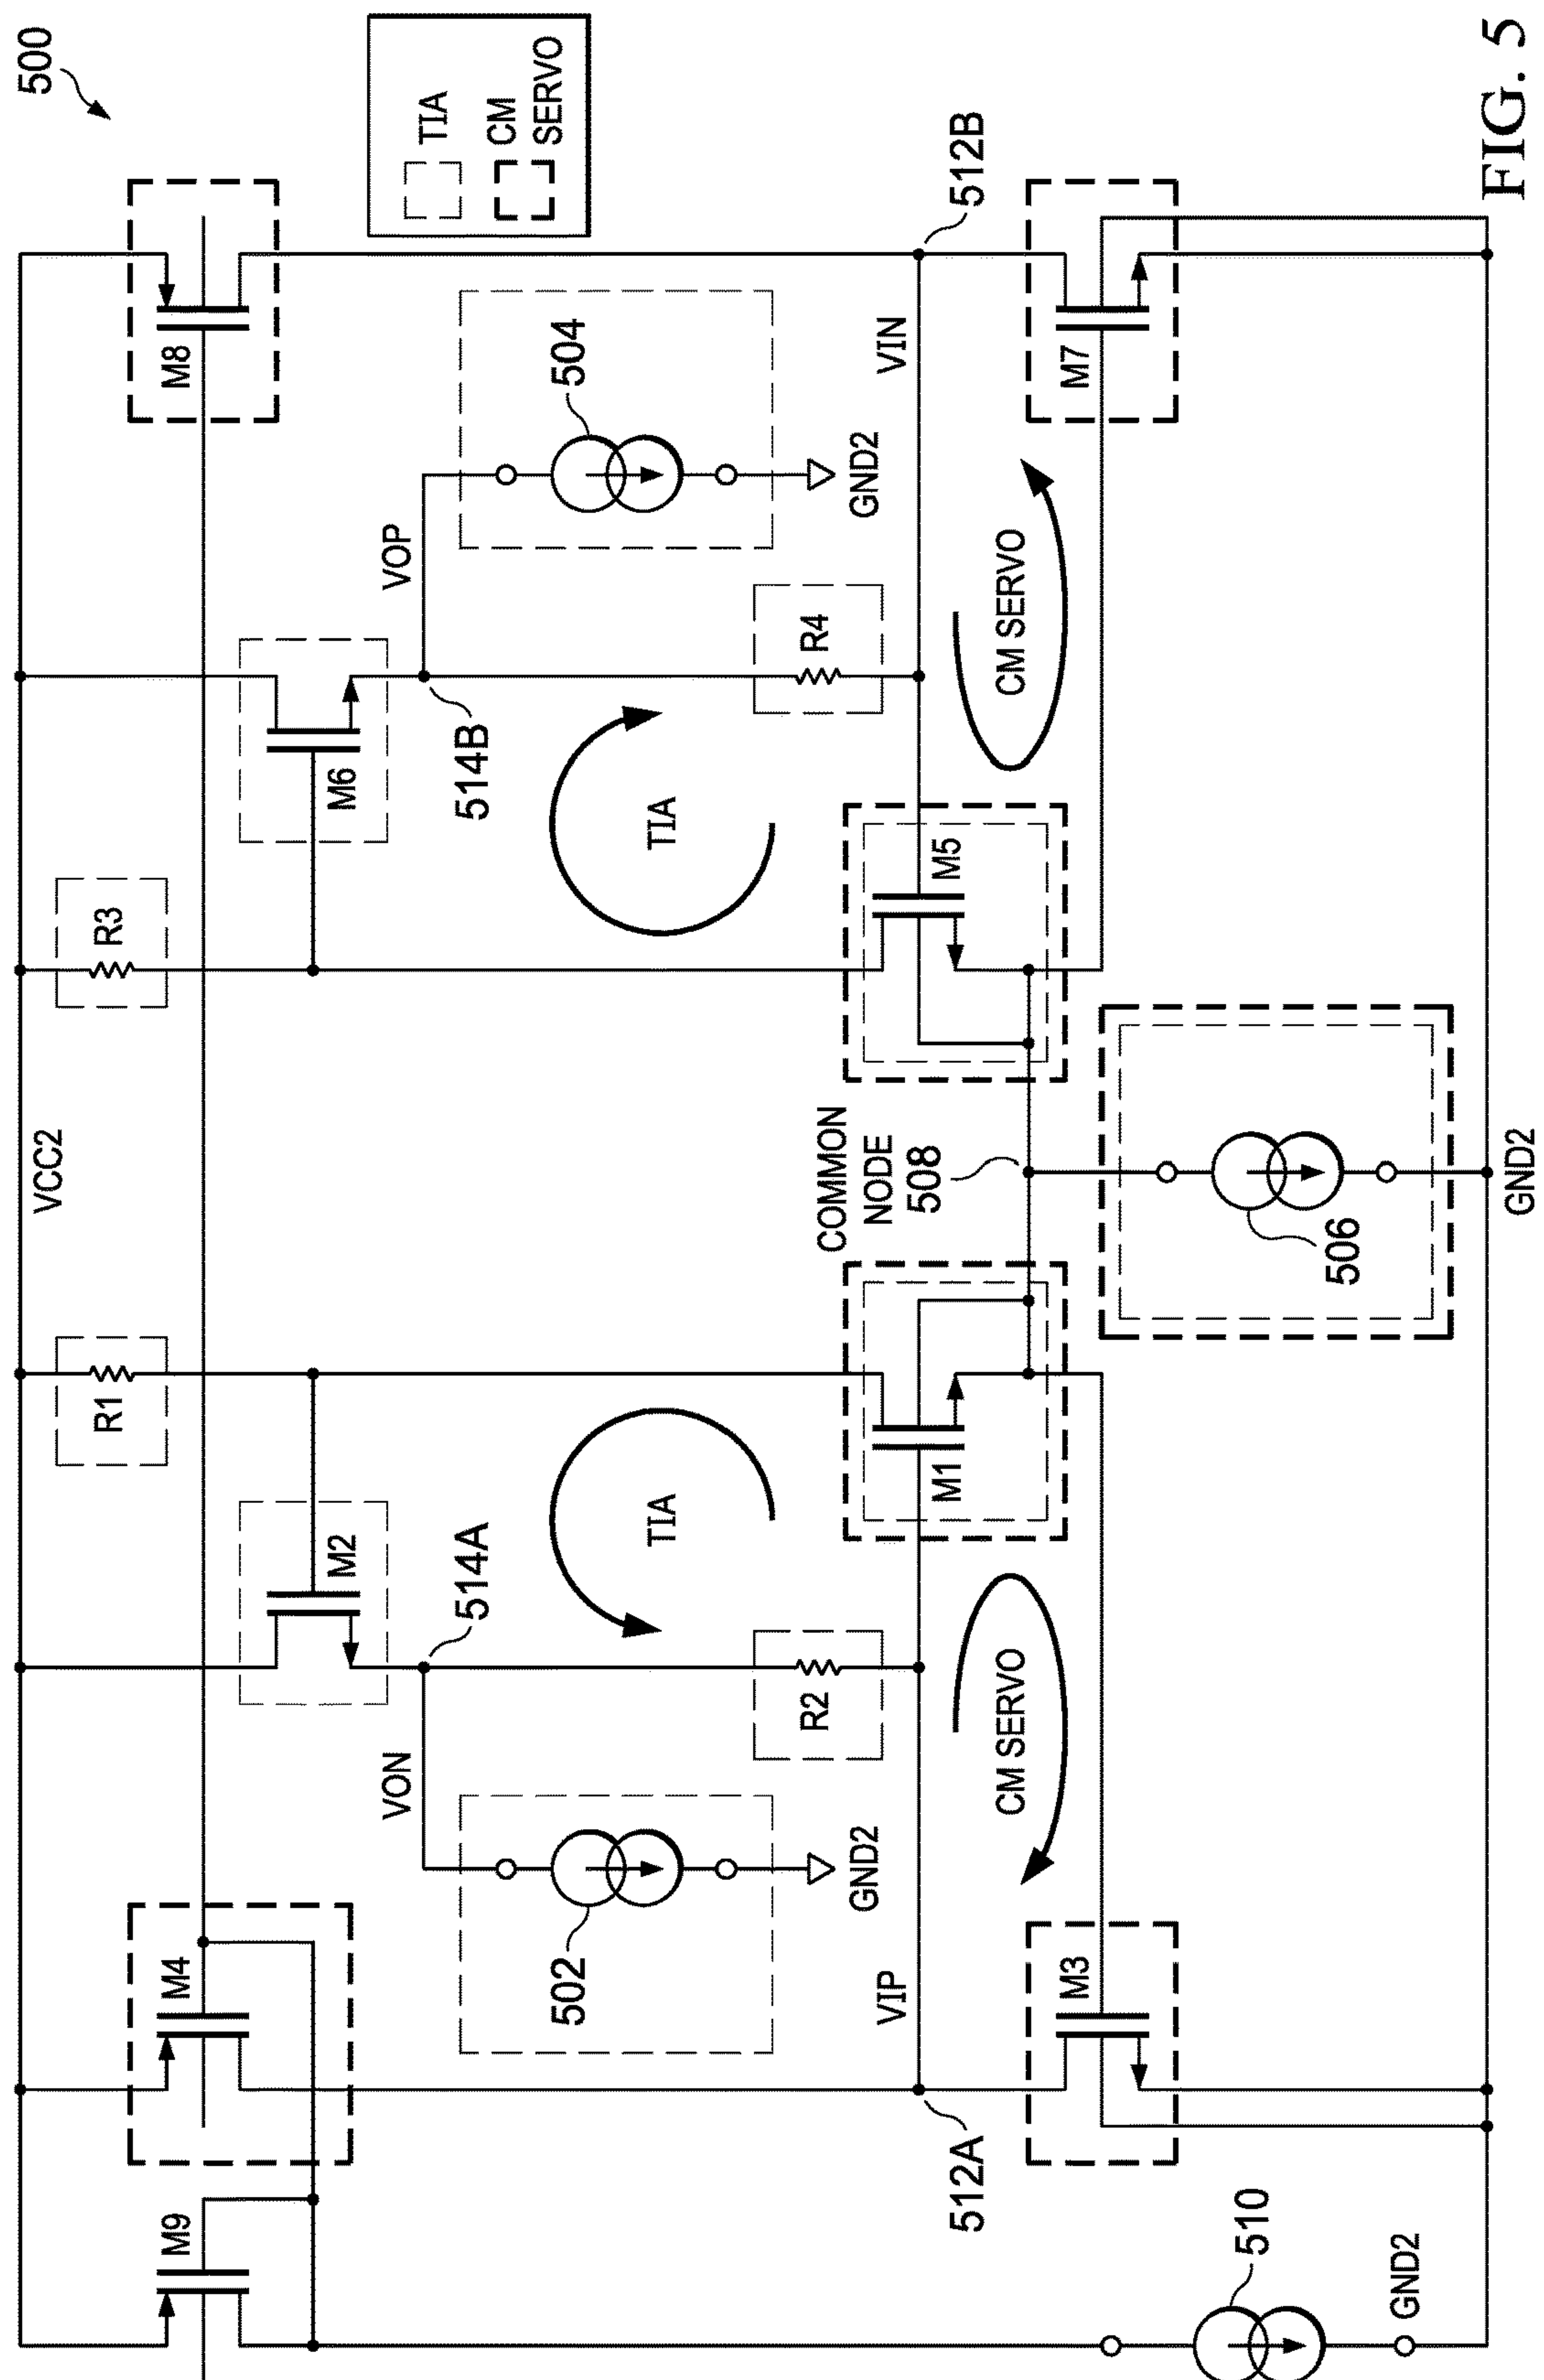 500
TIA
CM
SERVO
VCC2
M9
M4
R1
R3
M8
M2
M6
VON
514A
VOP
514B
502
GND2
TIA
R2
TIA
R4
504
GND2
COMMON
NODE
508
VIP
512A
M1
M5
VIN
512B
CM SERVO
CM SERVO
M3
M7
510
GND2
506
GND2
FIG. 5